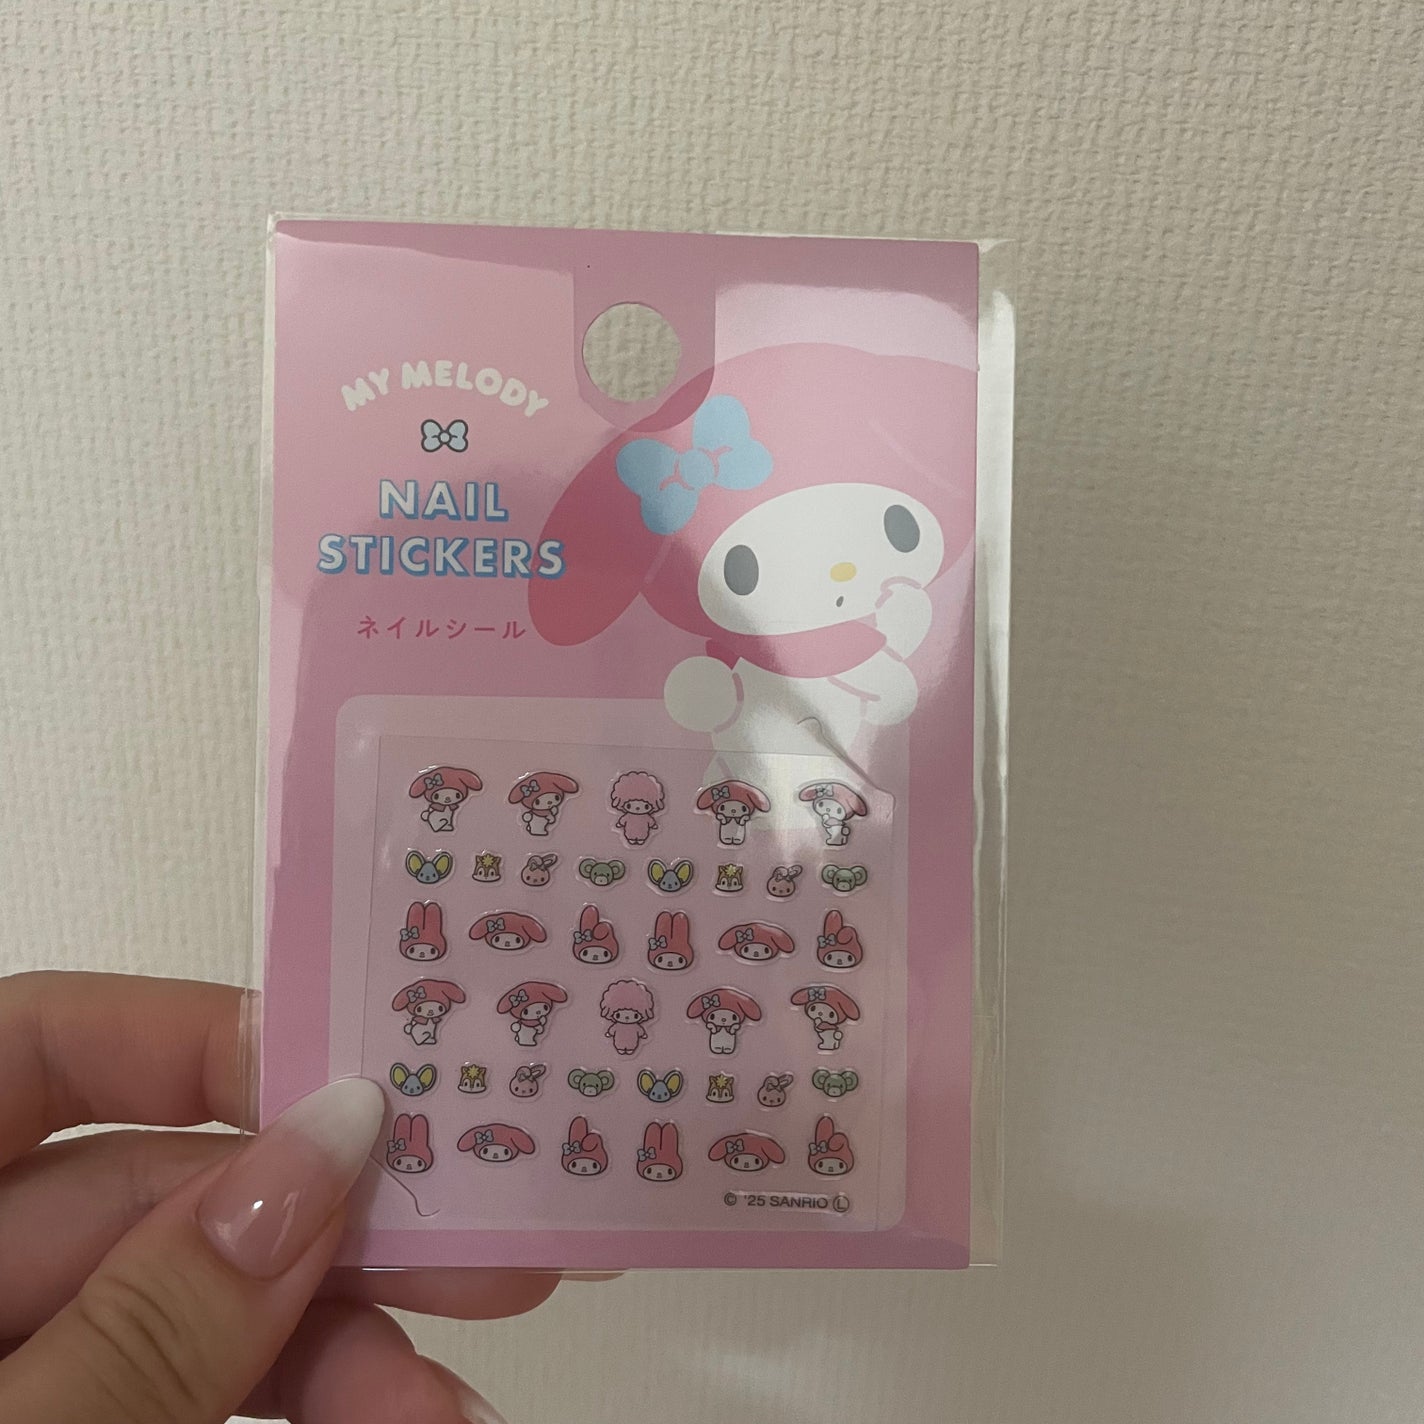 MY MELODY
NAIL
STICKERS
ネイルシール
© '25 SANRIO Ⓛ